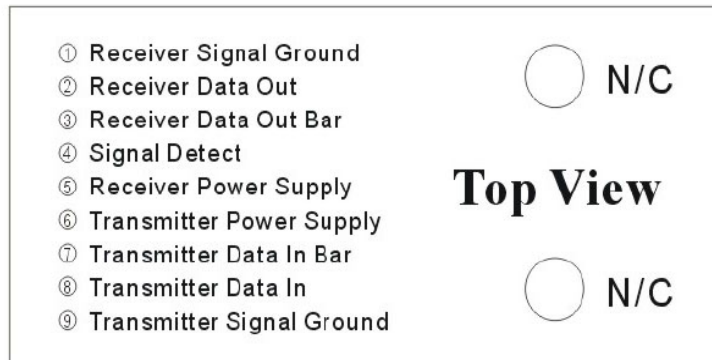 ① Receiver Signal Ground
② Receiver Data Out
③ Receiver Data Out Bar
④ Signal Detect
⑤ Receiver Power Supply
⑥ Transmitter Power Supply
⑦ Transmitter Data In Bar
⑧ Transmitter Data In
⑨ Transmitter Signal Ground
N/C
Top View
N/C